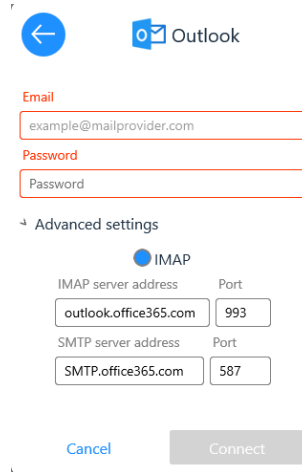 Outlook
Email
example@mailprovider.com
Password
Password
Advanced settings
IMAP
IMAP server address Port
outlook.office365.com 993
SMTP server address Port
SMTP.office365.com 587
Cancel Connect